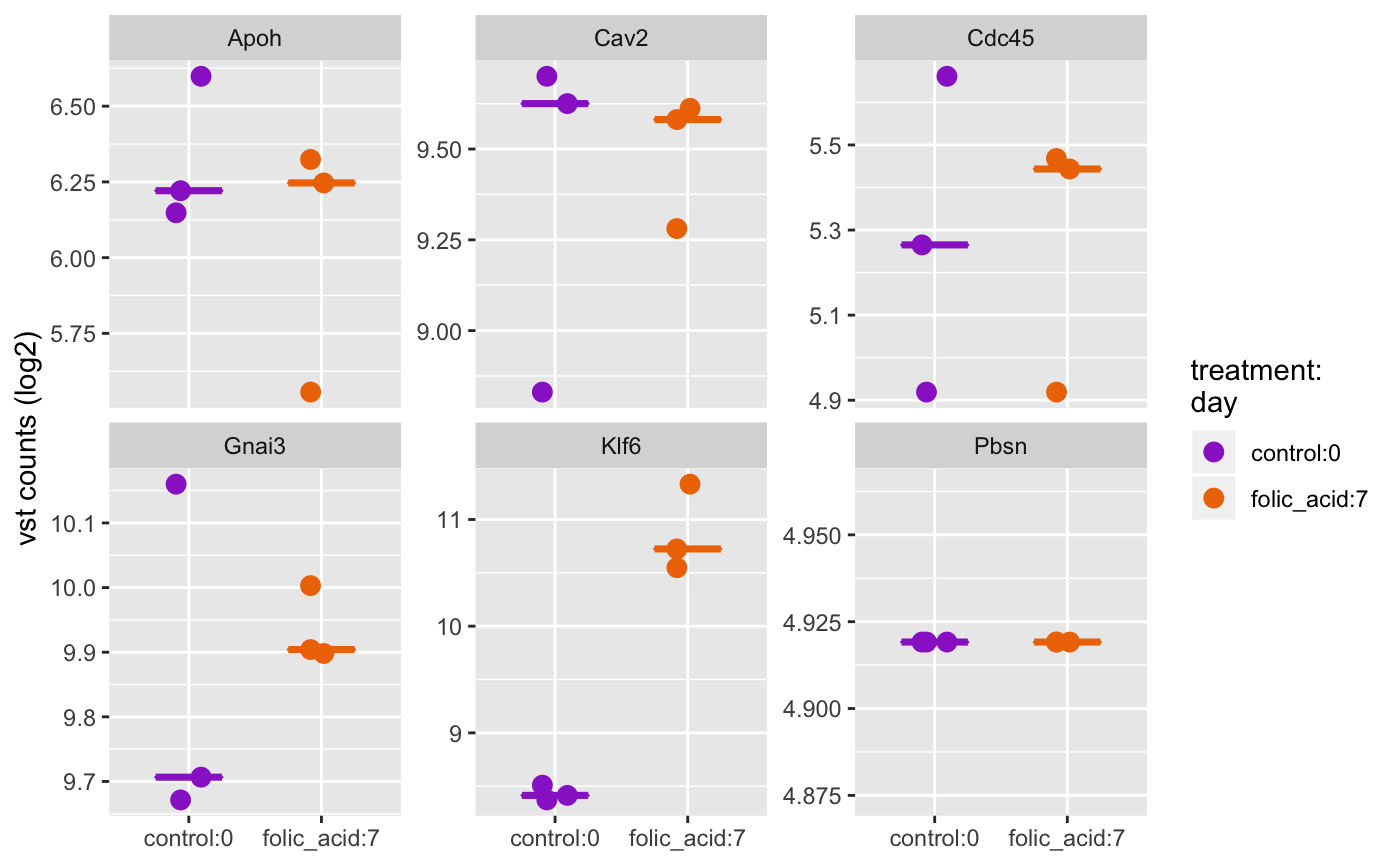 Apoh
Cav2
Cdc45
6.50
6.25
6.00
5.75
9.50
9.25
9.00
5.5
5.3
5.1
4.9
vst counts (log2)
Gnai3
Klf6
Pbsn
10.1
10.0
9.9
9.8
9.7
11
10
9
4.950
4.925
4.900
4.875
control:0 folic_acid:7
control:0 folic_acid:7
control:0 folic_acid:7
treatment:
day
control:0
folic_acid:7